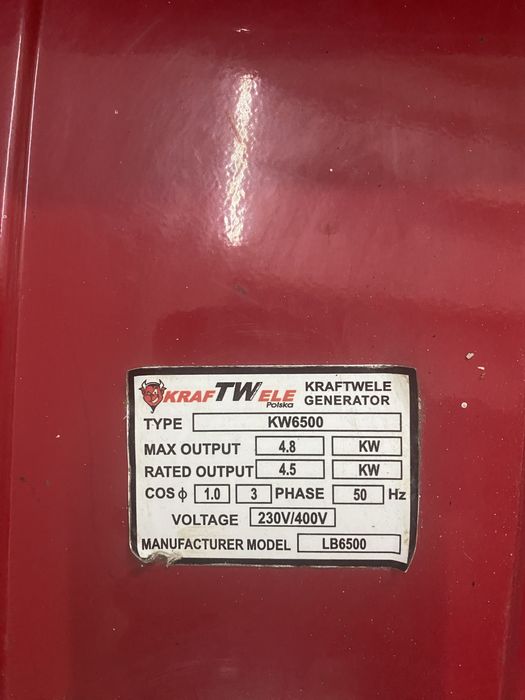 KRAFTWELE
Polska
KRAFTWELE
GENERATOR
TYPE KW6500
MAX OUTPUT 4.8 KW
RATED OUTPUT 4.5 KW
COS ϕ 1.0 3 PHASE 50 Hz
VOLTAGE 230V/400V
MANUFACTURER MODEL LB6500